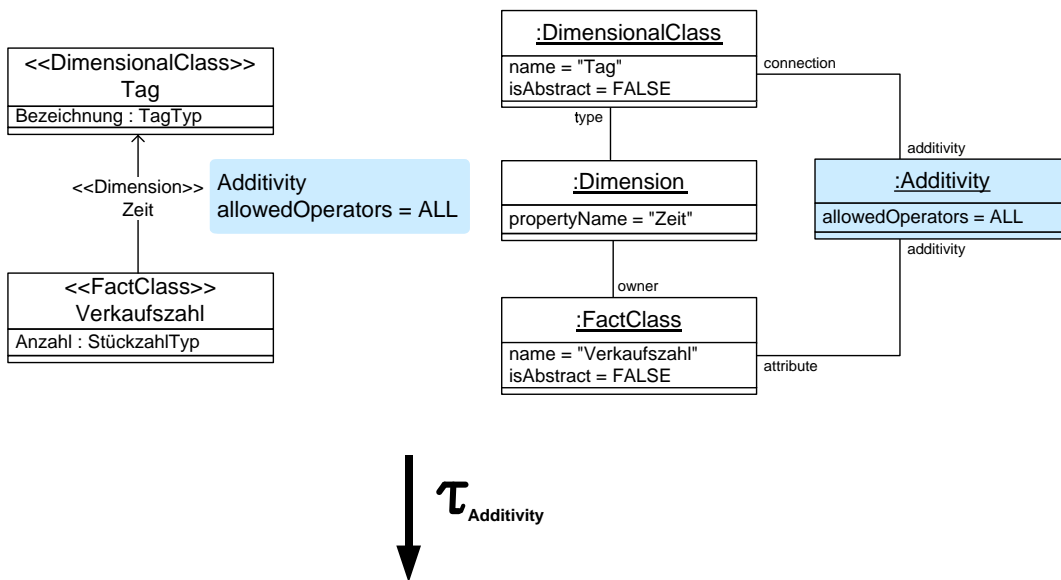 <<DimensionalClass>>
Tag
Bezeichnung : TagTyp
<<Dimension>>
Zeit
Additivity
allowedOperators = ALL
<<FactClass>>
Verkaufszahl
Anzahl : StückzahlTyp
:DimensionalClass
name = "Tag"
isAbstract = FALSE
connection
type
additivity
:Dimension
propertyName = "Zeit"
:Additivity
allowedOperators = ALL
additivity
owner
:FactClass
name = "Verkaufszahl"
isAbstract = FALSE
attribute
τ Additivity